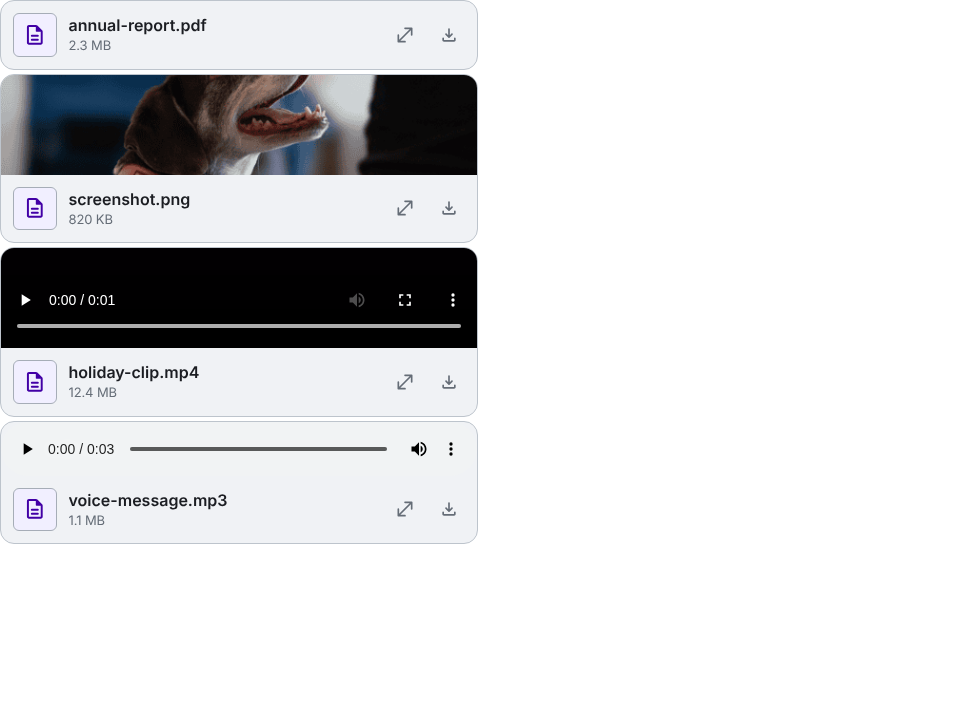 annual-report.pdf
2.3 MB
screenshot.png
820 KB
0:00 / 0:01
holiday-clip.mp4
12.4 MB
0:00 / 0:03
voice-message.mp3
1.1 MB